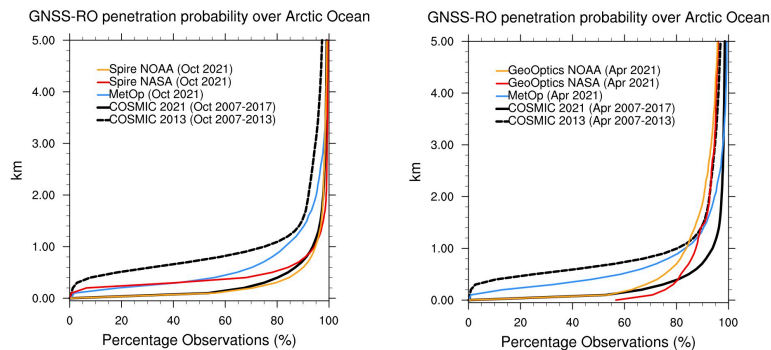 GNSS-RO penetration probability over Arctic Ocean
5.00
4.00
3.00
2.00
1.00
0.00
km
Spire NOAA (Oct 2021)
Spire NASA (Oct 2021)
MetOp (Oct 2021)
COSMIC 2021 (Oct 2007-2017)
COSMIC 2013 (Oct 2007-2013)
0 20 40 60 80 100
Percentage Observations (%)
GNSS-RO penetration probability over Arctic Ocean
5.00
4.00
3.00
2.00
1.00
0.00
km
GeoOptics NOAA (Apr 2021)
GeoOptics NASA (Apr 2021)
MetOp (Apr 2021)
COSMIC 2021 (Apr 2007-2017)
COSMIC 2013 (Apr 2007-2013)
0 20 40 60 80 100
Percentage Observations (%)